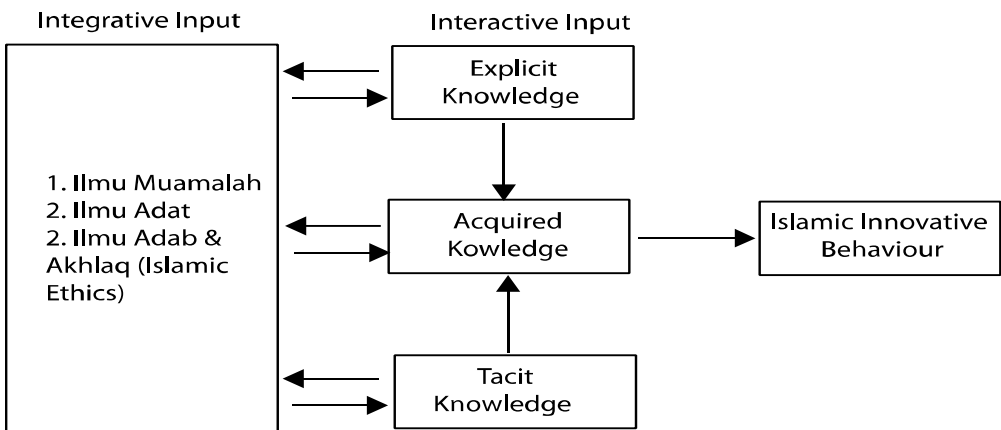 Integrative Input
Interactive Input
1. Ilmu Muamalah
2. Ilmu Adat
2. Ilmu Adab &
Akhlaq (Islamic
Ethics)
Explicit
Knowledge
Acquired
Kowledge
Tacit
Knowledge
Islamic Innovative
Behaviour